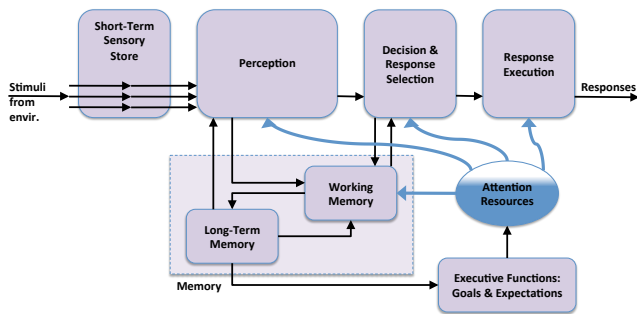 Short-Term
Sensory
Store
Perception
Decision &
Response
Selection
Response
Execution
Stimuli
from
envir.
Responses
Working
Memory
Attention
Resources
Long-Term
Memory
Memory
Executive Functions:
Goals & Expectations